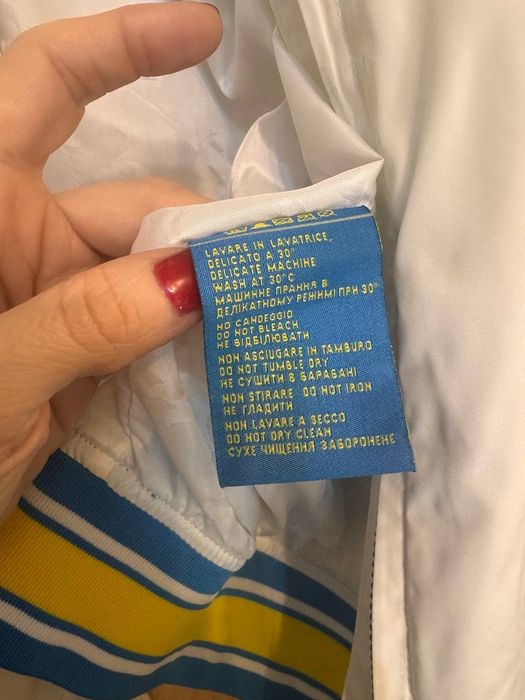 LAVARE IN LAVATRICE,
DELICATO A 30°
DELICATE MACHINE
WASH AT 30°C
МАШИННЕ ПРАННЯ В
ДЕЛІКАТНОМУ РЕЖИМІ ПРИ 30°
NO CANDEGGIO
DO NOT BLEACH
НЕ ВІДБІЛЮВАТИ
NON ASCIUGARE IN TAMBURO
DO NOT TUMBLE DRY
НЕ СУШИТИ В БАРАБАНІ
NON STIRARE DO NOT IRON
НЕ ГЛАДИТИ
NON LAVARE A SECCO
DO NOT DRY CLEAN
СУХЕ ЧИЩЕННЯ ЗАБОРОНЕНЕ